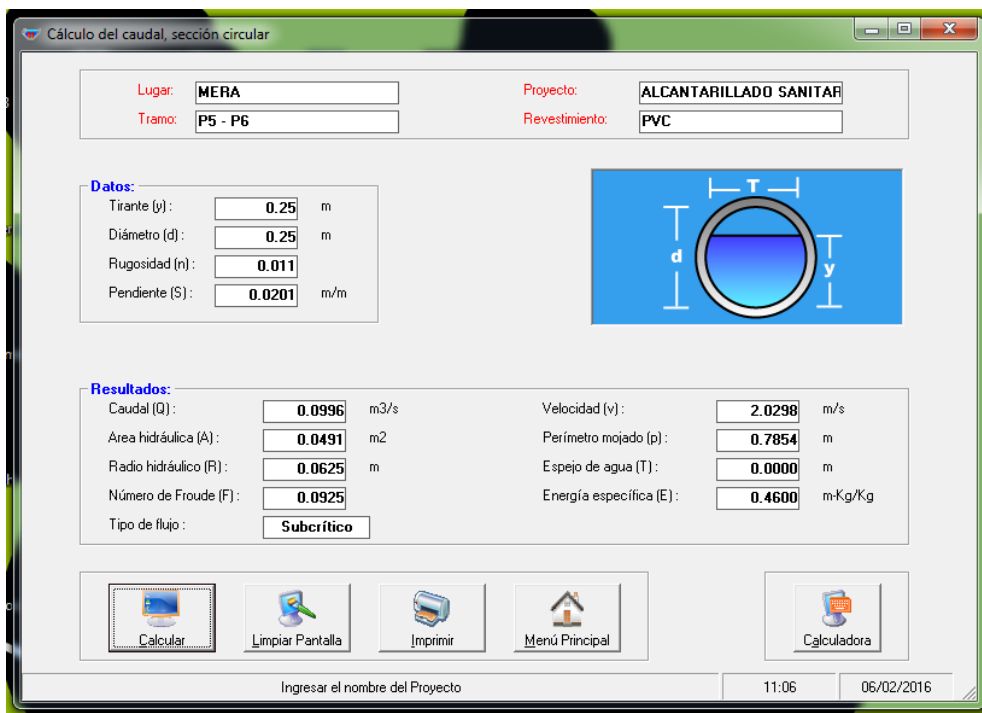 Cálculo del caudal, sección circular
Lugar: MERA Proyecto: ALCANTARILLADO SANITAR
Tramo: P5 - P6 Revestimiento: PVC
Datos:
Tirante (y) : 0.25 m
Diámetro (d) : 0.25 m
Rugosidad (n) : 0.011
Pendiente (S) : 0.0201 m/m
T
d
y
Resultados:
Caudal (Q) : 0.0996 m3/s Velocidad (v) : 2.0298 m/s
Area hidráulica (A) : 0.0491 m2 Perímetro mojado (p) : 0.7854 m
Radio hidráulico (R) : 0.0625 m Espejo de agua (T) : 0.0000 m
Número de Froude (F) : 0.0925 Energía específica (E) : 0.4600 m-Kg/Kg
Tipo de flujo : Subcrítico
Calcular Limpiar Pantalla Imprimir Menú Principal Calculadora
Ingresar el nombre del Proyecto 11:06 06/02/2016